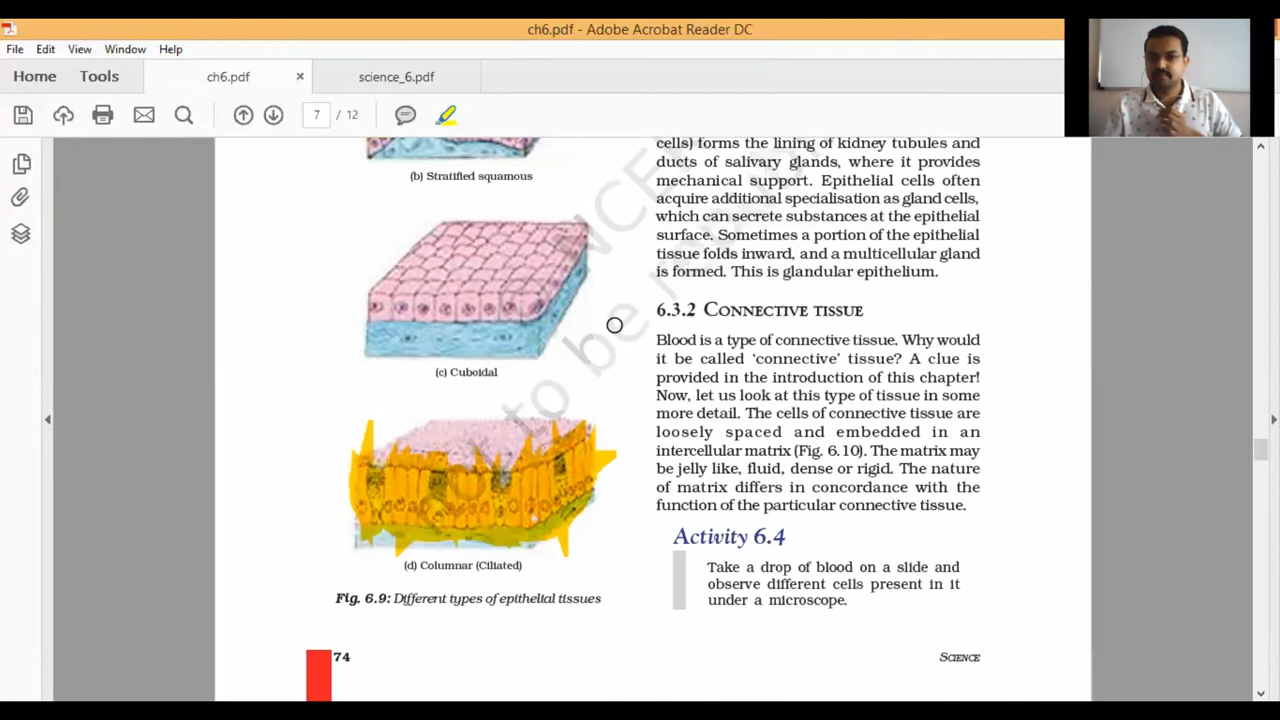 ch6.pdf - Adobe Acrobat Reader DC
File Edit View Window Help
Home Tools ch6.pdf × science_6.pdf
7 / 12
(b) Stratified squamous
(c) Cuboidal
(d) Columnar (Ciliated)
Fig. 6.9: Different types of epithelial tissues
74
cells) forms the lining of kidney tubules and
ducts of salivary glands, where it provides
mechanical support. Epithelial cells often
acquire additional specialisation as gland cells,
which can secrete substances at the epithelial
surface. Sometimes a portion of the epithelial
tissue folds inward, and a multicellular gland
is formed. This is glandular epithelium.
6.3.2 CONNECTIVE TISSUE
Blood is a type of connective tissue. Why would
it be called ‘connective’ tissue? A clue is
provided in the introduction of this chapter!
Now, let us look at this type of tissue in some
more detail. The cells of connective tissue are
loosely spaced and embedded in an
intercellular matrix (Fig. 6.10). The matrix may
be jelly like, fluid, dense or rigid. The nature
of matrix differs in concordance with the
function of the particular connective tissue.
Activity 6.4
Take a drop of blood on a slide and
observe different cells present in it
under a microscope.
SCIENCE
not to be